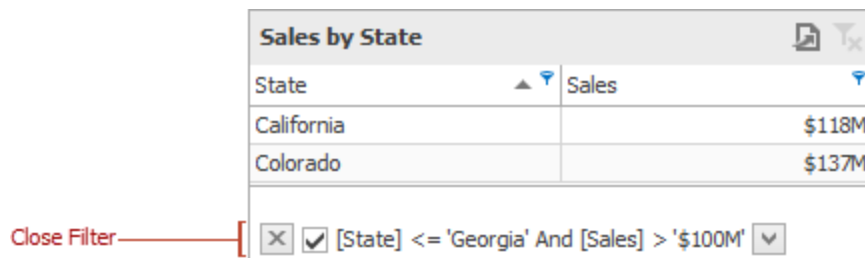 Sales by State
State Sales
California $118M
Colorado $137M
Close Filter [State] <= 'Georgia' And [Sales] > '$100M'